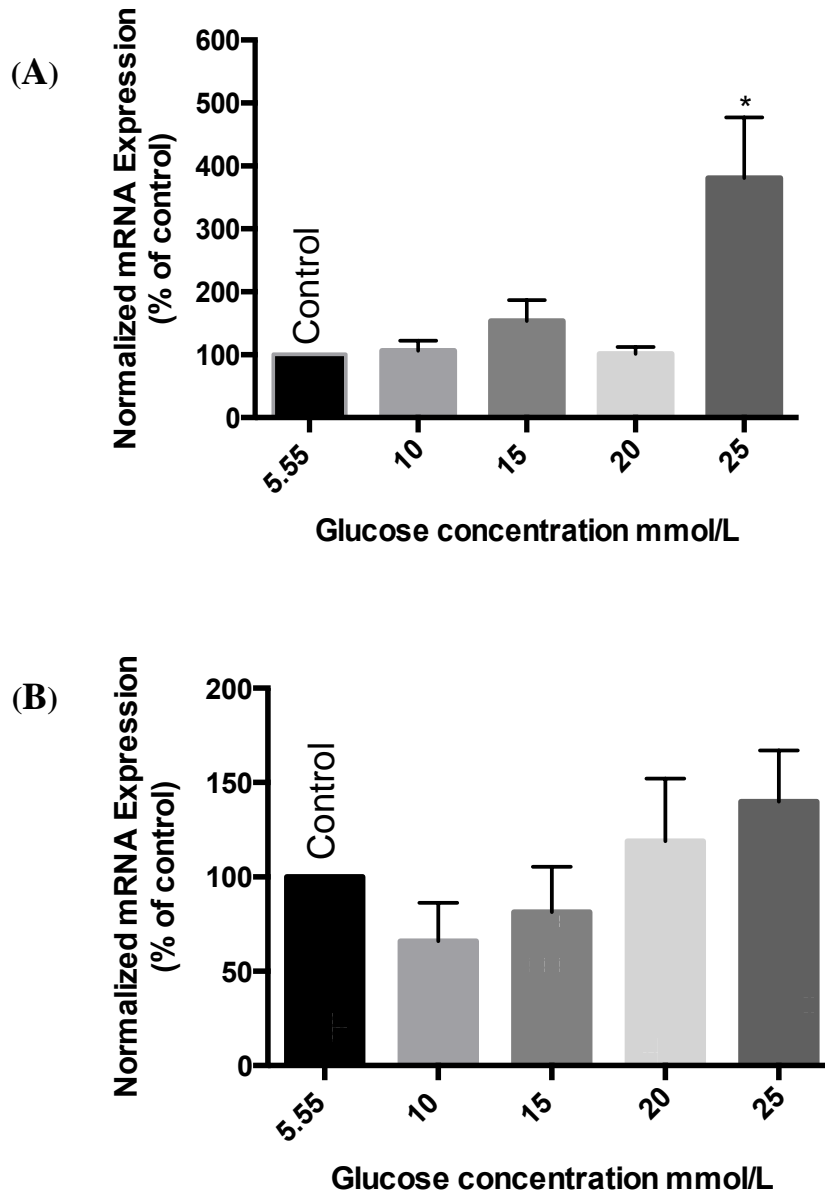 (A)
Normalized mRNA Expression
(% of control)
600
500
400
300
200
100
0
Control
*
5.55
10
15
20
25
Glucose concentration mmol/L
(B)
Normalized mRNA Expression
(% of control)
200
150
100
50
0
Control
5.55
10
15
20
25
Glucose concentration mmol/L